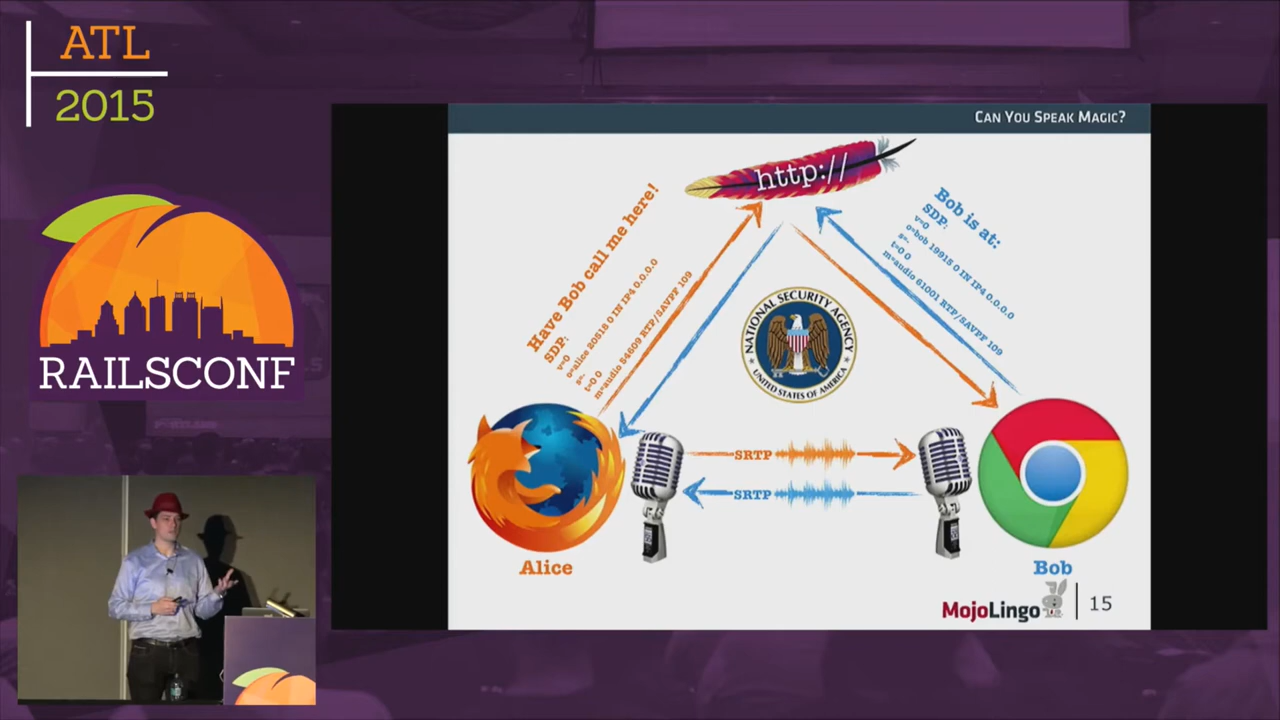 ATL
2015
RAILSCONF
CAN YOU SPEAK MAGIC?
http://
Have Bob call me here!
SDP:
v=0
o=alice 20518 0 IN IP4 0.0.0.0
s=-
t=0 0
m=audio 54609 RTP/SAVPF 109
Bob is at:
SDP:
v=0
o=bob 19915 0 IN IP4 0.0.0.0
s=-
t=0 0
m=audio 61001 RTP/SAVPF 109
NATIONAL SECURITY AGENCY
UNITED STATES OF AMERICA
SRTP
SRTP
Alice
Bob
MojoLingo
15